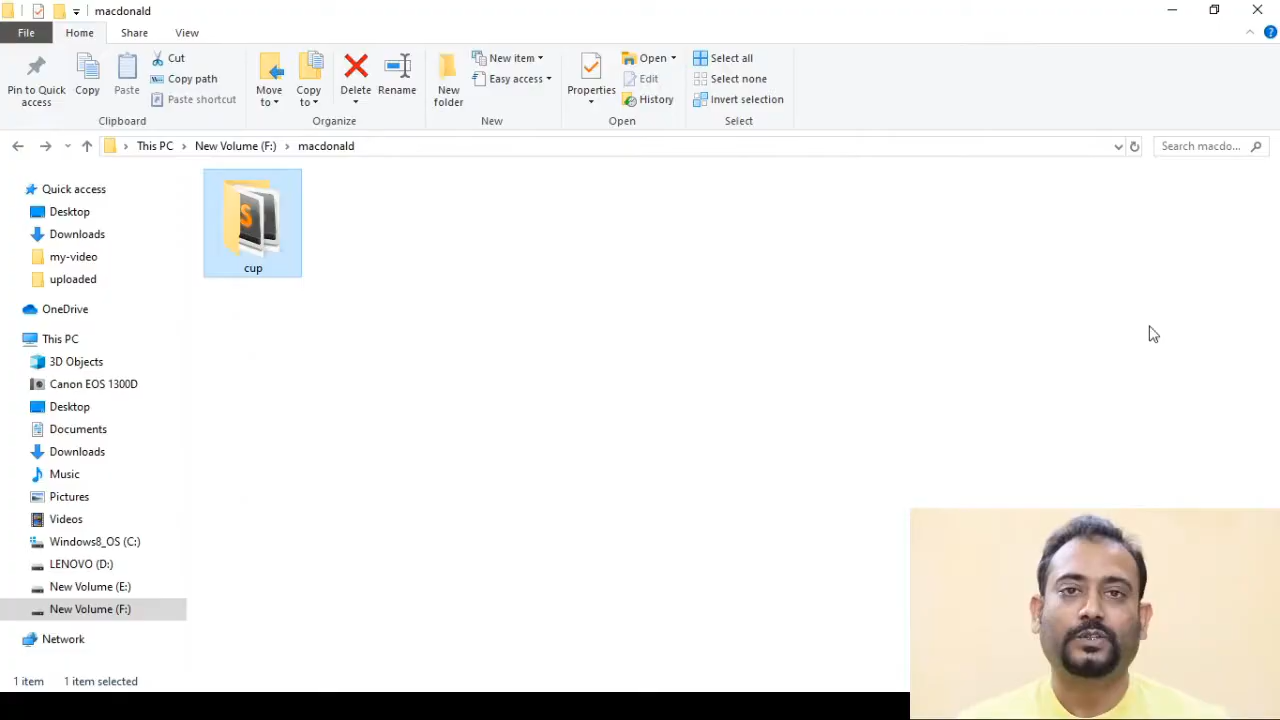 macdonald
File Home Share View
Pin to Quick access
Copy
Paste
Cut
Copy path
Paste shortcut
Clipboard
Move to
Copy to
Delete
Rename
Organize
New folder
New item
Easy access
New
Properties
Open
Edit
History
Open
Select all
Select none
Invert selection
Select
This PC New Volume (F:) macdonald
Search macdo...
Quick access
Desktop
Downloads
my-video
uploaded
OneDrive
This PC
3D Objects
Canon EOS 1300D
Desktop
Documents
Downloads
Music
Pictures
Videos
Windows8_OS (C:)
LENOVO (D:)
New Volume (E:)
New Volume (F:)
Network
S
cup
1 item 1 item selected